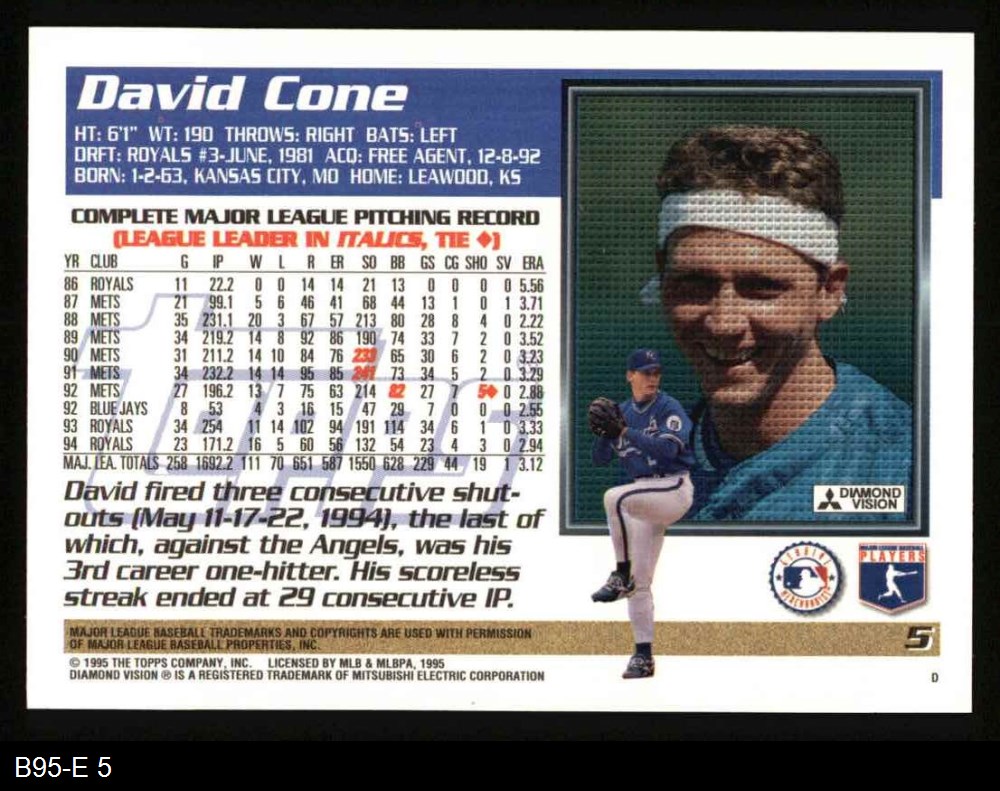 David Cone
HT: 6'1" WT: 190 THROWS: RIGHT BATS: LEFT
DRFT: ROYALS #3-JUNE, 1981 ACQ: FREE AGENT, 12-8-92
BORN: 1-2-63, KANSAS CITY, MO HOME: LEAWOOD, KS
COMPLETE MAJOR LEAGUE PITCHING RECORD
(LEAGUE LEADER IN ITALICS, TIE ◆)
YR CLUB G IP W L R ER SO BB GS CG SHO SV ERA
86 ROYALS 11 22.2 0 0 14 14 21 13 0 0 0 0 5.56
87 METS 21 99.1 5 6 46 41 68 44 13 1 0 1 3.71
88 METS 35 231.1 20 3 67 57 213 80 28 8 4 0 2.22
89 METS 34 219.2 14 8 92 86 190 74 33 7 2 0 3.52
90 METS 31 211.2 14 10 84 76 233 65 30 6 2 0 3.23
91 METS 34 232.2 14 14 95 85 241 73 34 5 2 0 3.29
92 METS 27 196.2 13 7 75 63 214 82 27 7 5◆ 0 2.88
92 BLUE JAYS 8 53 4 3 16 15 47 29 7 0 0 0 2.55
93 ROYALS 34 254 11 14 102 94 191 114 34 6 1 0 3.33
94 ROYALS 23 171.2 16 5 60 56 132 54 23 4 3 0 2.94
MAJ. LEA. TOTALS 258 1692.2 111 70 651 587 1550 628 229 44 19 1 3.12
David fired three consecutive shut-
outs (May 11-17-22, 1994), the last of
which, against the Angels, was his
3rd career one-hitter. His scoreless
streak ended at 29 consecutive IP.
topps
DIAMOND
VISION
GENUINE
MERCHANDISE
MAJOR LEAGUE BASEBALL
PLAYERS
MAJOR LEAGUE BASEBALL TRADEMARKS AND COPYRIGHTS ARE USED WITH PERMISSION
OF MAJOR LEAGUE BASEBALL PROPERTIES, INC.
5
© 1995 THE TOPPS COMPANY, INC. LICENSED BY MLB & MLBPA, 1995
DIAMOND VISION ® IS A REGISTERED TRADEMARK OF MITSUBISHI ELECTRIC CORPORATION
D
B95-E 5